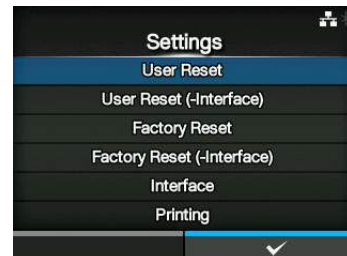 Settings
User Reset
User Reset (-Interface)
Factory Reset
Factory Reset (-Interface)
Interface
Printing